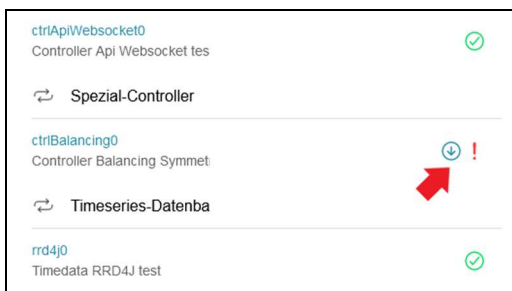 ctrlApiWebsocket0
Controller Api Websocket tes
Spezial-Controller
ctrlBalancing0
Controller Balancing Symmet
!
Timeseries-Datenba
rrd4j0
Timedata RRD4J test